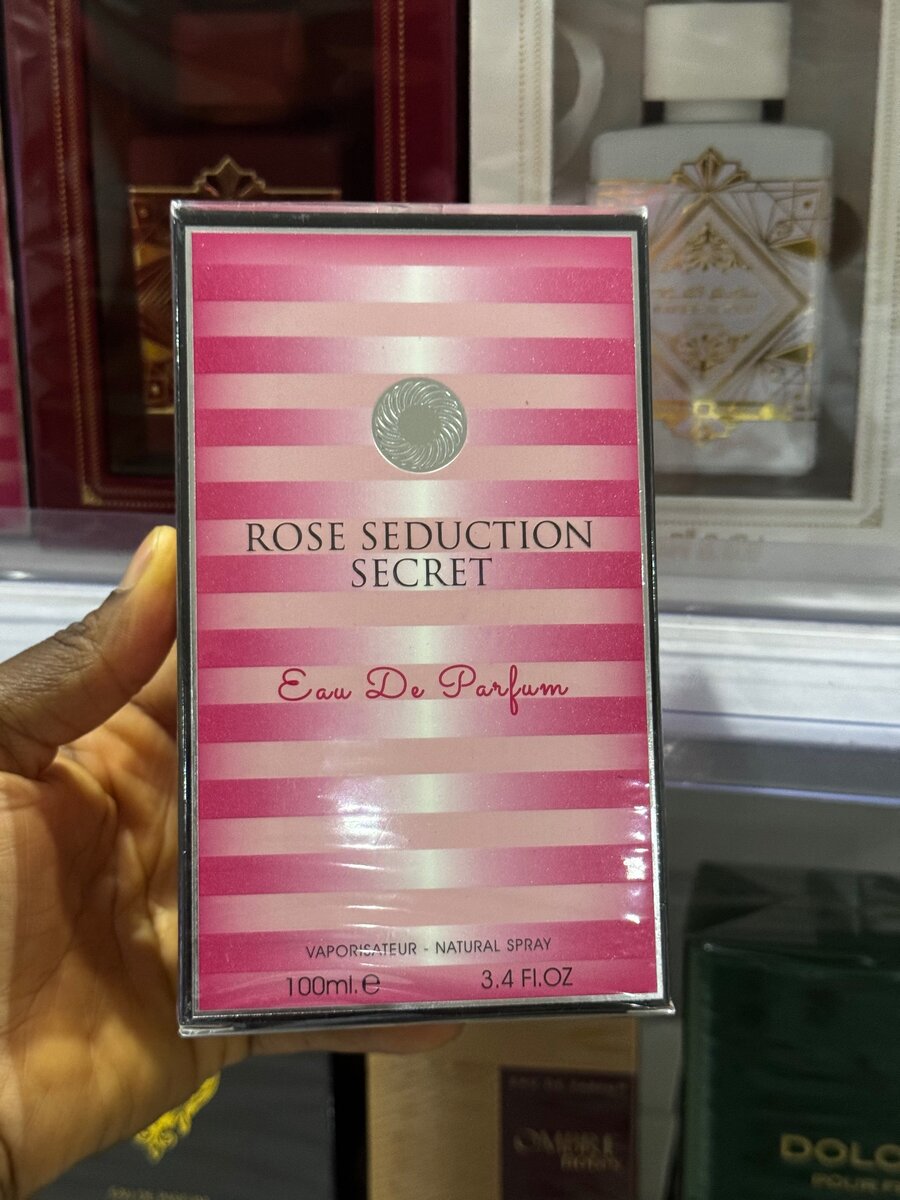 ROSE SEDUCTION
SECRET
Eau De Parfum
VAPORISATEUR - NATURAL SPRAY
100ml.e 3.4 Fl.OZ
OMBRE
DOLC